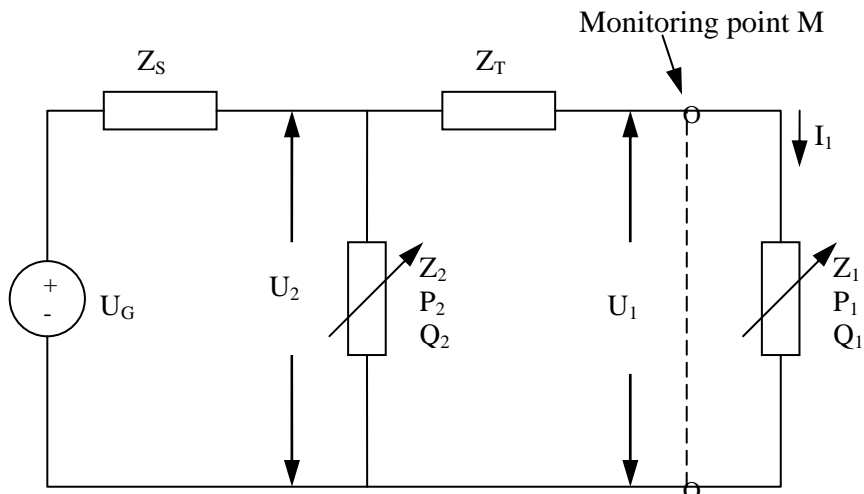 Monitoring point M
Z_S
Z_T
I_1
+
-
U_G
U_2
Z_2
P_2
Q_2
U_1
Z_1
P_1
Q_1